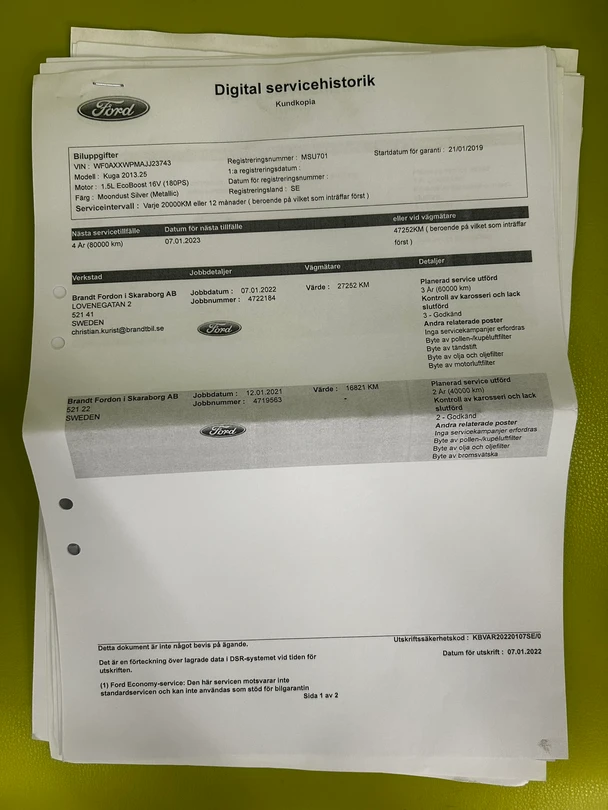 Digital servicehistorik
Kundkopia
Ford
Biluppgifter
VIN : WF0AXXWPMAJJ23743
Modell : Kuga 2013.25
Motor : 1.5L EcoBoost 16V (180PS)
Färg : Moondust Silver (Metallic)
Registreringsnummer : MSU701
1:a registreringsdatum :
Datum för registreringsnummer :
Registreringsland : SE
Startdatum för garanti : 21/01/2019
Serviceintervall : Varje 20000KM eller 12 månader ( beroende på vilket som inträffar först )
Nästa servicetillfälle Datum för nästa tillfälle eller vid vägmätare
4 År (80000 km) 07.01.2023 47252KM ( beroende på vilket som inträffar
först )
Verkstad Jobbdetaljer Vägmätare Detaljer
Brandt Fordon i Skaraborg AB
LOVENEGATAN 2
521 41
SWEDEN
christian.kurist@brandtbil.se
Jobbdatum : 07.01.2022
Jobbnummer : 4722184
Ford
Värde : 27252 KM
Planerad service utförd
3 År (60000 km)
Kontroll av karosseri och lack
slutförd
3 - Godkänd
Andra relaterade poster
Inga servicekampanjer erfordras
Byte av pollen-/kupéluftfilter
Byte av tändstift
Byte av olja och oljefilter
Byte av motorluftfilter
Brandt Fordon i Skaraborg AB
521 22
SWEDEN
Jobbdatum : 12.01.2021
Jobbnummer : 4719563
Ford
Värde : 16821 KM
-
Planerad service utförd
2 År (40000 km)
Kontroll av karosseri och lack
slutförd
2 - Godkänd
Andra relaterade poster
Inga servicekampanjer erfordras
Byte av pollen-/kupéluftfilter
Byte av olja och oljefilter
Byte av bromsvätska
Detta dokument är inte något bevis på ägande.
Det är en förteckning över lagrade data i DSR-systemet vid tiden för
utskriften.
(1) Ford Economy-service: Den här servicen motsvarar inte
standardservicen och kan inte användas som stöd för bilgarantin
Utskriftssäkerhetskod : KBVAR20220107SE/0
Datum för utskrift : 07.01.2022
Sida 1 av 2